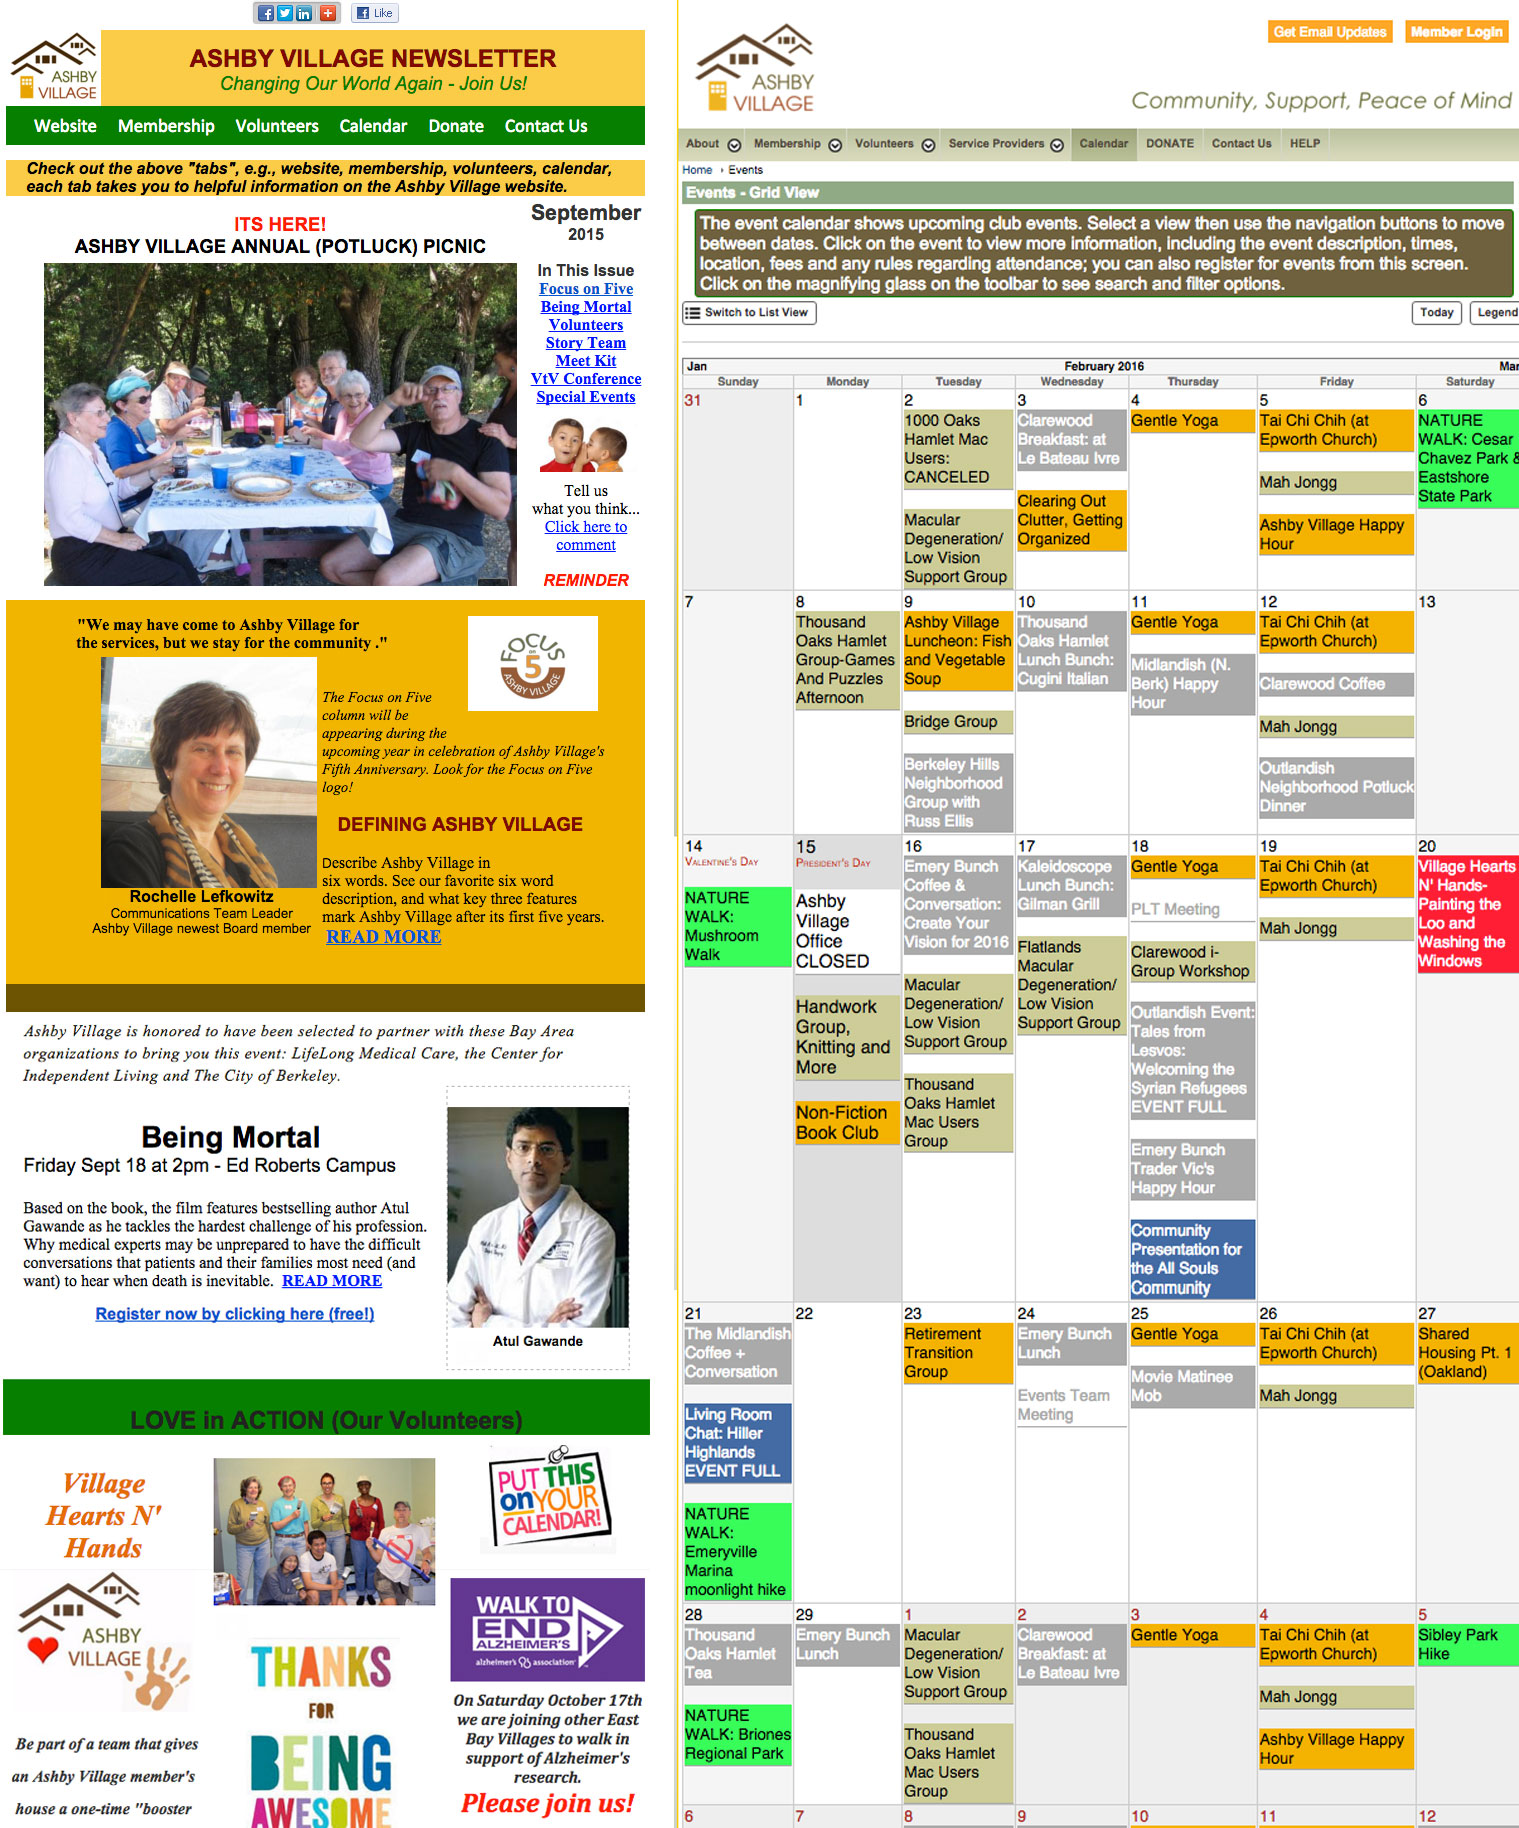 Like
ASHBY
VILLAGE
ASHBY VILLAGE NEWSLETTER
Changing Our World Again - Join Us!
Website Membership Volunteers Calendar Donate Contact Us
Check out the above "tabs", e.g., website, membership, volunteers, calendar,
each tab takes you to helpful information on the Ashby Village website.
ITS HERE!
ASHBY VILLAGE ANNUAL (POTLUCK) PICNIC
September
2015
In This Issue
Focus on Five
Being Mortal
Volunteers
Story Team
Meet Kit
VtV Conference
Special Events
Tell us
what you think...
Click here to
comment
REMINDER
"We may have come to Ashby Village for
the services, but we stay for the community ."
FOCUS
on
5
ASHBY VILLAGE
The Focus on Five
column will be
appearing during the
upcoming year in celebration of Ashby Village's
Fifth Anniversary. Look for the Focus on Five
logo!
DEFINING ASHBY VILLAGE
Describe Ashby Village in
six words. See our favorite six word
description, and what key three features
mark Ashby Village after its first five years.
READ MORE
Rochelle Lefkowitz
Communications Team Leader
Ashby Village newest Board member
Ashby Village is honored to have been selected to partner with these Bay Area
organizations to bring you this event: LifeLong Medical Care, the Center for
Independent Living and The City of Berkeley.
Being Mortal
Friday Sept 18 at 2pm - Ed Roberts Campus
Based on the book, the film features bestselling author Atul
Gawande as he tackles the hardest challenge of his profession.
Why medical experts may be unprepared to have the difficult
conversations that patients and their families most need (and
want) to hear when death is inevitable. READ MORE
Register now by clicking here (free!)
Atul Gawande
LOVE in ACTION (Our Volunteers)
Village
Hearts N'
Hands
ASHBY
VILLAGE
Be part of a team that gives
an Ashby Village member's
house a one-time "booster
THANKS
FOR
BEING
AWESOME
PUT THIS
on YOUR
CALENDAR!
WALK TO
END
ALZHEIMER'S
alzheimer's association
On Saturday October 17th
we are joining other East
Bay Villages to walk in
support of Alzheimer's
research.
Please join us!
ASHBY
VILLAGE
Get Email Updates Member Login
Community, Support, Peace of Mind
About Membership Volunteers Service Providers Calendar DONATE Contact Us HELP
Home › Events
Events - Grid View
The event calendar shows upcoming club events. Select a view then use the navigation buttons to move
between dates. Click on the event to view more information, including the event description, times,
location, fees and any rules regarding attendance; you can also register for events from this screen.
Click on the magnifying glass on the toolbar to see search and filter options.
Switch to List View Today Legend
Jan February 2016 Mar
Sunday Monday Tuesday Wednesday Thursday Friday Saturday
31
1
2
1000 Oaks
Hamlet Mac
Users:
CANCELED
Macular
Degeneration/
Low Vision
Support Group
3
Clarewood
Breakfast: at
Le Bateau Ivre
Clearing Out
Clutter, Getting
Organized
4
Gentle Yoga
5
Tai Chi Chih (at
Epworth Church)
Mah Jongg
Ashby Village Happy
Hour
6
NATURE
WALK: Cesar
Chavez Park &
Eastshore
State Park
7
8
Thousand
Oaks Hamlet
Group-Games
And Puzzles
Afternoon
9
Ashby Village
Luncheon: Fish
and Vegetable
Soup
Bridge Group
Berkeley Hills
Neighborhood
Group with
Russ Ellis
10
Thousand
Oaks Hamlet
Lunch Bunch:
Cugini Italian
11
Gentle Yoga
Midlandish (N.
Berk) Happy
Hour
12
Tai Chi Chih (at
Epworth Church)
Clarewood Coffee
Mah Jongg
Outlandish
Neighborhood Potluck
Dinner
13
14
Valentine's Day
NATURE
WALK:
Mushroom
Walk
15
President's Day
Ashby
Village
Office
CLOSED
Handwork
Group,
Knitting and
More
Non-Fiction
Book Club
16
Emery Bunch
Coffee &
Conversation:
Create Your
Vision for 2016
Macular
Degeneration/
Low Vision
Support Group
Thousand
Oaks Hamlet
Mac Users
Group
17
Kaleidoscope
Lunch Bunch:
Gilman Grill
Flatlands
Macular
Degeneration/
Low Vision
Support Group
18
Gentle Yoga
PLT Meeting
Clarewood i-
Group Workshop
Outlandish Event:
Tales from
Lesvos:
Welcoming the
Syrian Refugees
EVENT FULL
Emery Bunch
Trader Vic's
Happy Hour
Community
Presentation for
the All Souls
Community
19
Tai Chi Chih (at
Epworth Church)
Mah Jongg
20
Village Hearts
N' Hands-
Painting the
Loo and
Washing the
Windows
21
The Midlandish
Coffee +
Conversation
Living Room
Chat: Hiller
Highlands
EVENT FULL
NATURE
WALK:
Emeryville
Marina
moonlight hike
22
23
Retirement
Transition
Group
24
Emery Bunch
Lunch
Events Team
Meeting
25
Gentle Yoga
Movie Matinee
Mob
26
Tai Chi Chih (at
Epworth Church)
Mah Jongg
27
Shared
Housing Pt. 1
(Oakland)
28
Thousand
Oaks Hamlet
Tea
NATURE
WALK: Briones
Regional Park
29
Emery Bunch
Lunch
1
Macular
Degeneration/
Low Vision
Support Group
Thousand
Oaks Hamlet
Mac Users
Group
2
Clarewood
Breakfast: at
Le Bateau Ivre
3
Gentle Yoga
4
Tai Chi Chih (at
Epworth Church)
Mah Jongg
Ashby Village Happy
Hour
5
Sibley Park
Hike
6 7 8 9 10 11 12